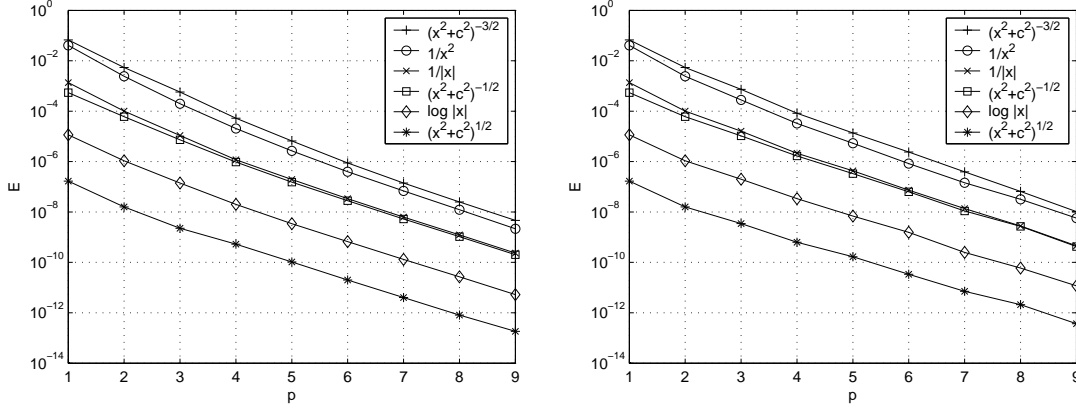 10^0
10^−2
10^−4
10^−6
10^−8
10^−10
10^−12
10^−14
E
1 2 3 4 5 6 7 8 9
p
(x^2+c^2)^−3/2
1/x^2
1/|x|
(x^2+c^2)^−1/2
log |x|
(x^2+c^2)^1/2
10^0
10^−2
10^−4
10^−6
10^−8
10^−10
10^−12
10^−14
E
1 2 3 4 5 6 7 8 9
p
(x^2+c^2)^−3/2
1/x^2
1/|x|
(x^2+c^2)^−1/2
log |x|
(x^2+c^2)^1/2